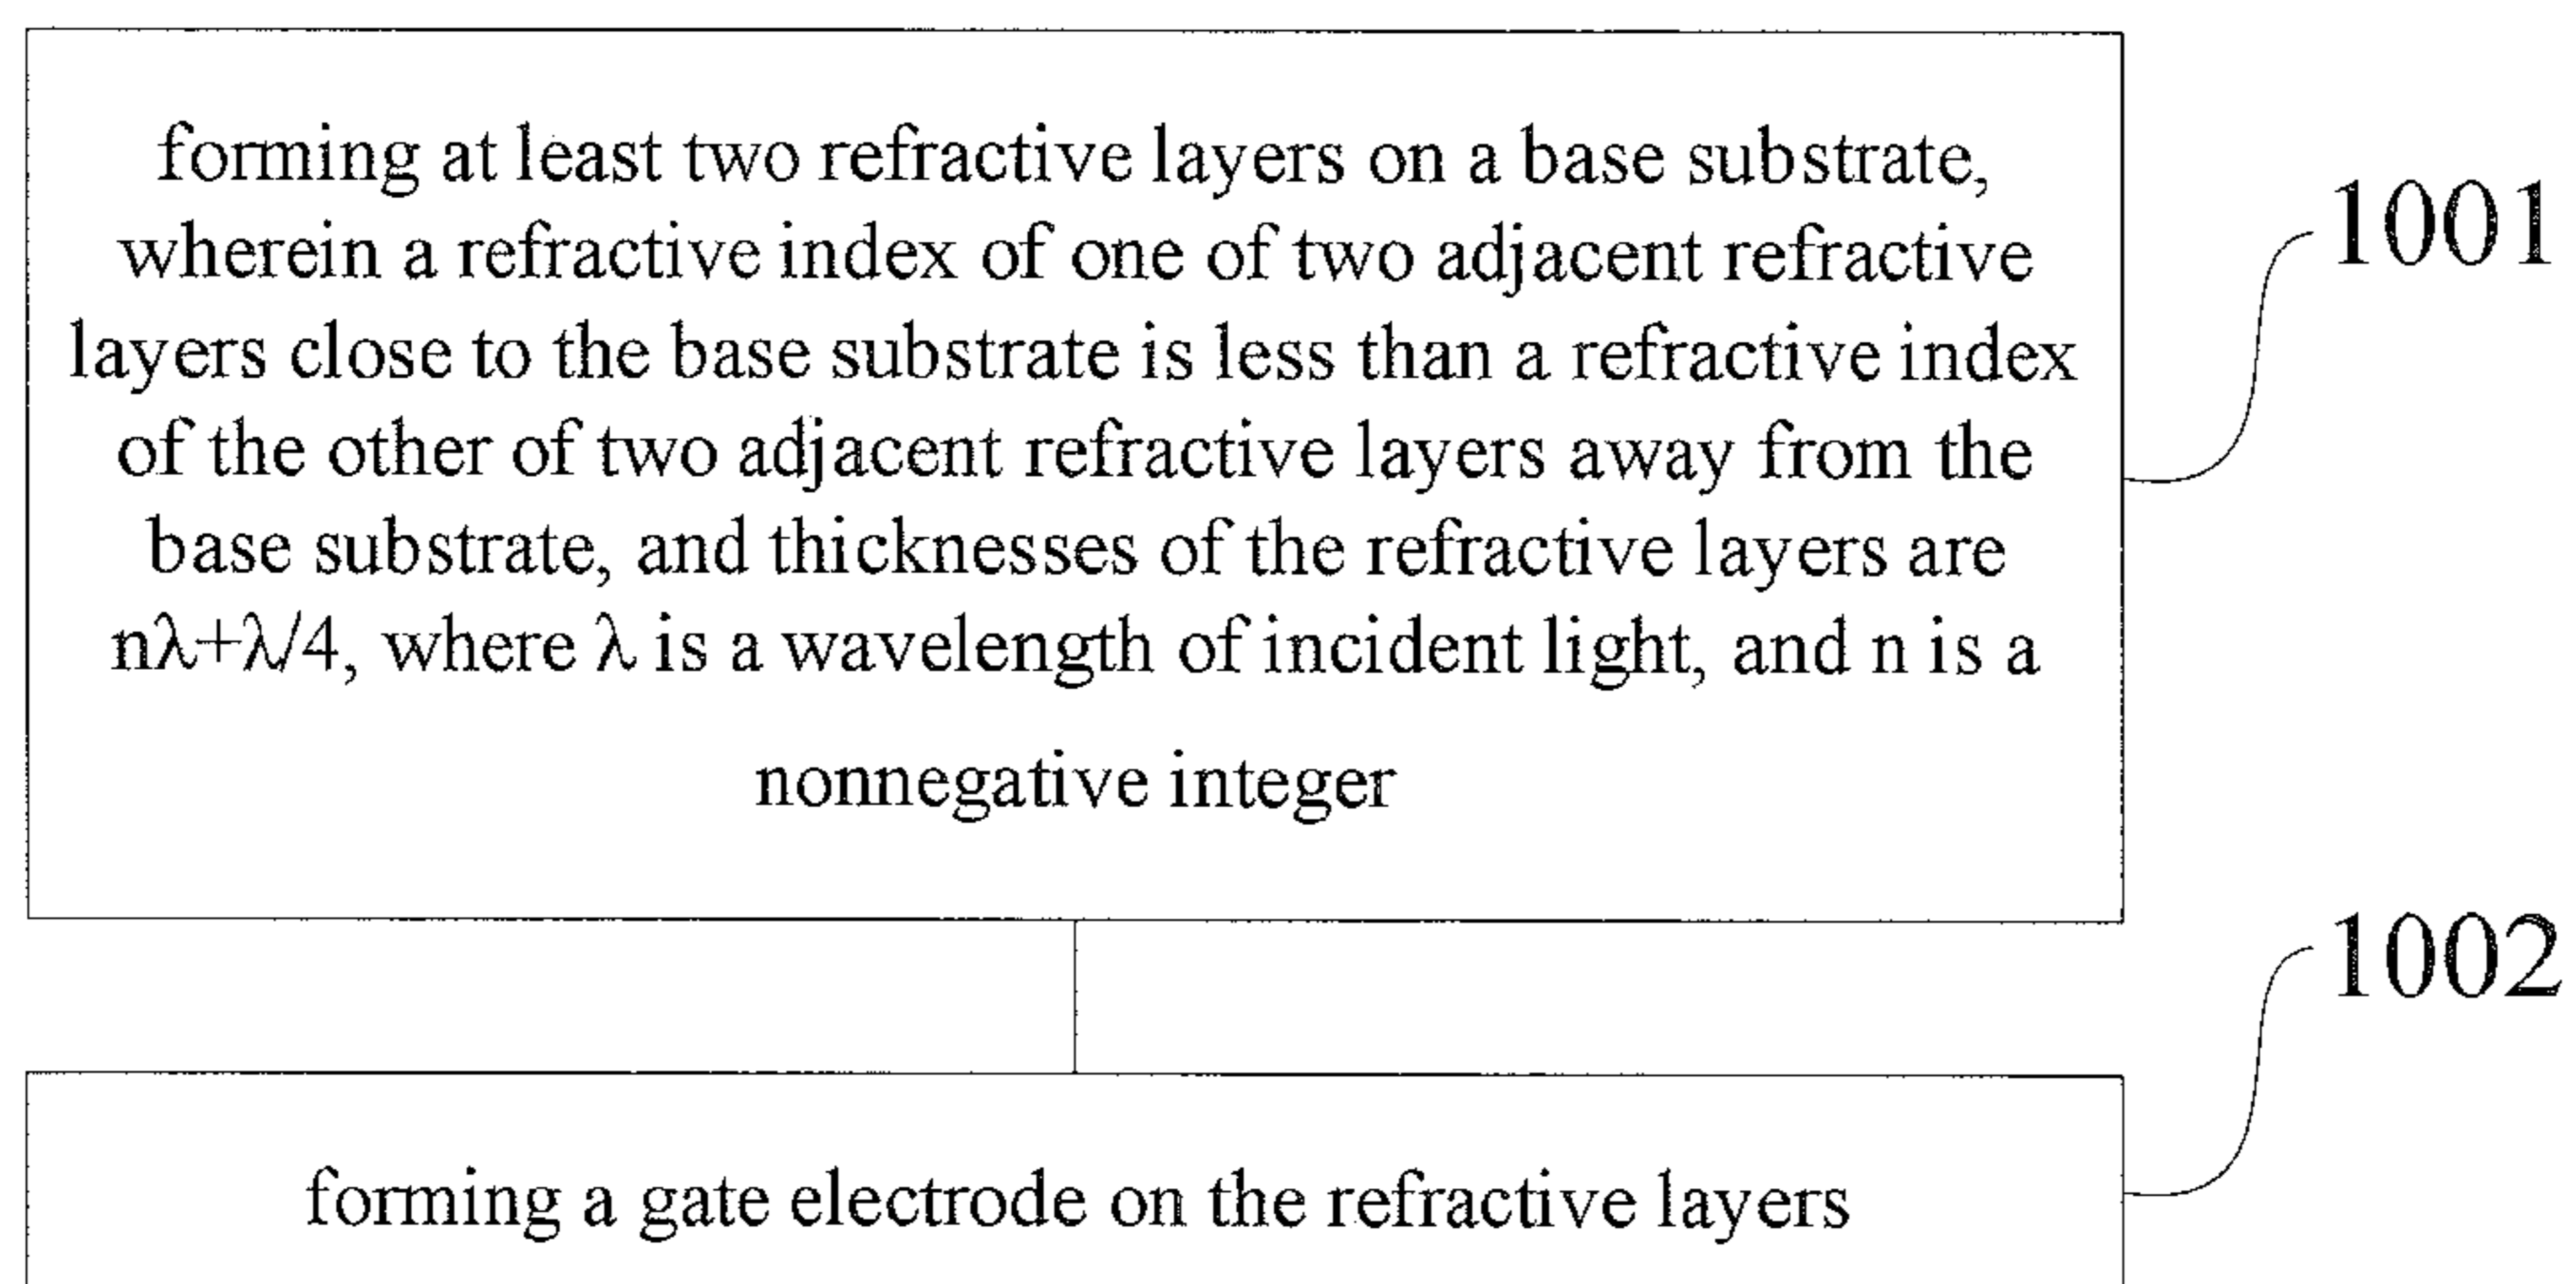 forming at least two refractive layers on a base substrate,
wherein a refractive index of one of two adjacent refractive
layers close to the base substrate is less than a refractive index
of the other of two adjacent refractive layers away from the
base substrate, and thicknesses of the refractive layers are
nλ+λ/4, where λ is a wavelength of incident light, and n is a
nonnegative integer
1001
1002
forming a gate electrode on the refractive layers